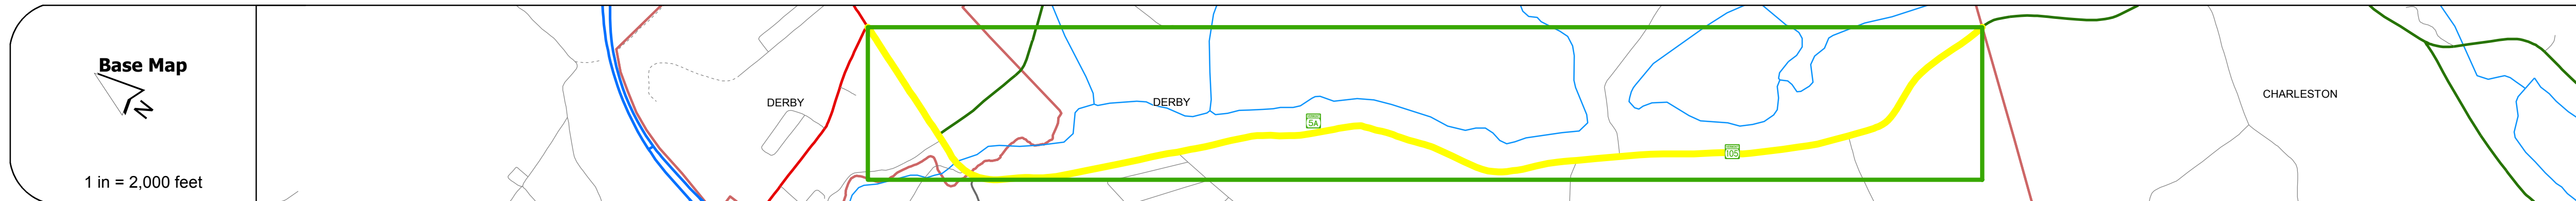 Base Map
N
1 in = 2,000 feet
DERBY
DERBY
5A
105
CHARLESTON